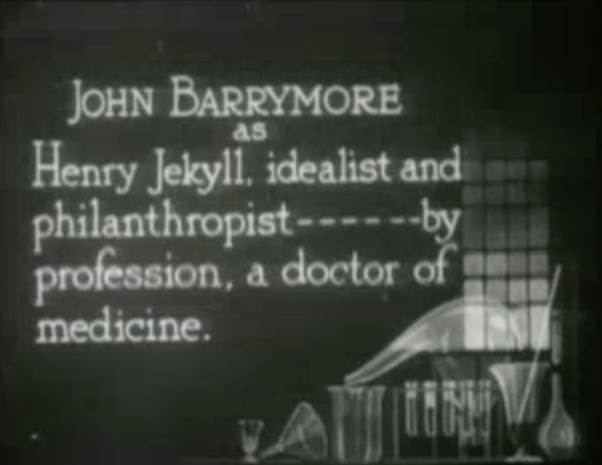 JOHN BARRYMORE
as
Henry Jekyll, idealist and
philanthropist------by
profession, a doctor of
medicine.